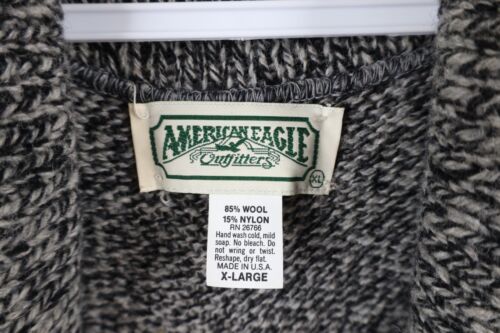 AMERICAN EAGLE
Outfitters
XL
85% WOOL
15% NYLON
RN 26766
Hand wash cold, mild
soap. No bleach. Do
not wring or twist.
Reshape, dry flat.
MADE IN U.S.A.
X-LARGE